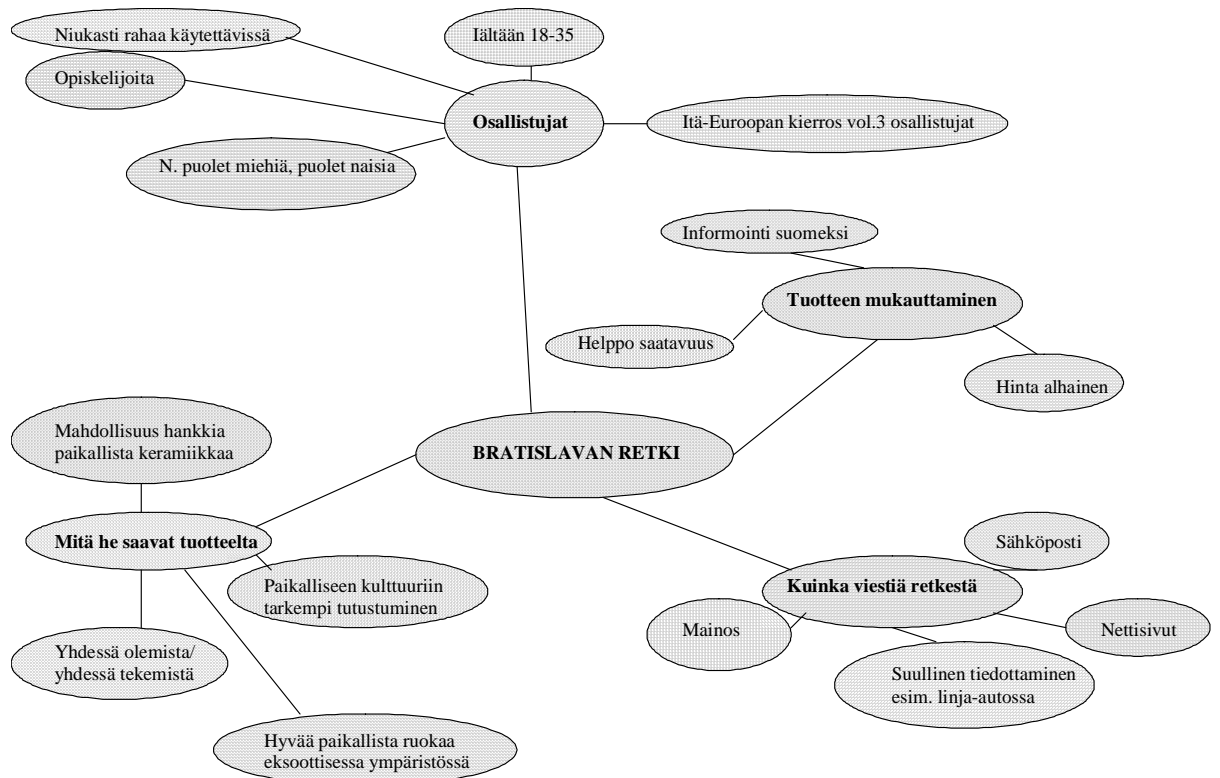 Niukasti rahaa käytettävissä
Iältään 18-35
Opiskelijoita
Osallistujat
Itä-Euroopan kierros vol.3 osallistujat
N. puolet miehiä, puolet naisia
Informointi suomeksi
Tuotteen mukauttaminen
Helppo saatavuus
Hinta alhainen
Mahdollisuus hankkia
paikallista keramiikkaa
BRATISLAVAN RETKI
Mitä he saavat tuotteelta
Sähköposti
Paikalliseen kulttuuriin
tarkempi tutustuminen
Kuinka viestiä retkestä
Mainos
Nettisivut
Yhdessä olemista/
yhdessä tekemistä
Suullinen tiedottaminen
esim. linja-autossa
Hyvää paikallista ruokaa
eksoottisessa ympäristössä